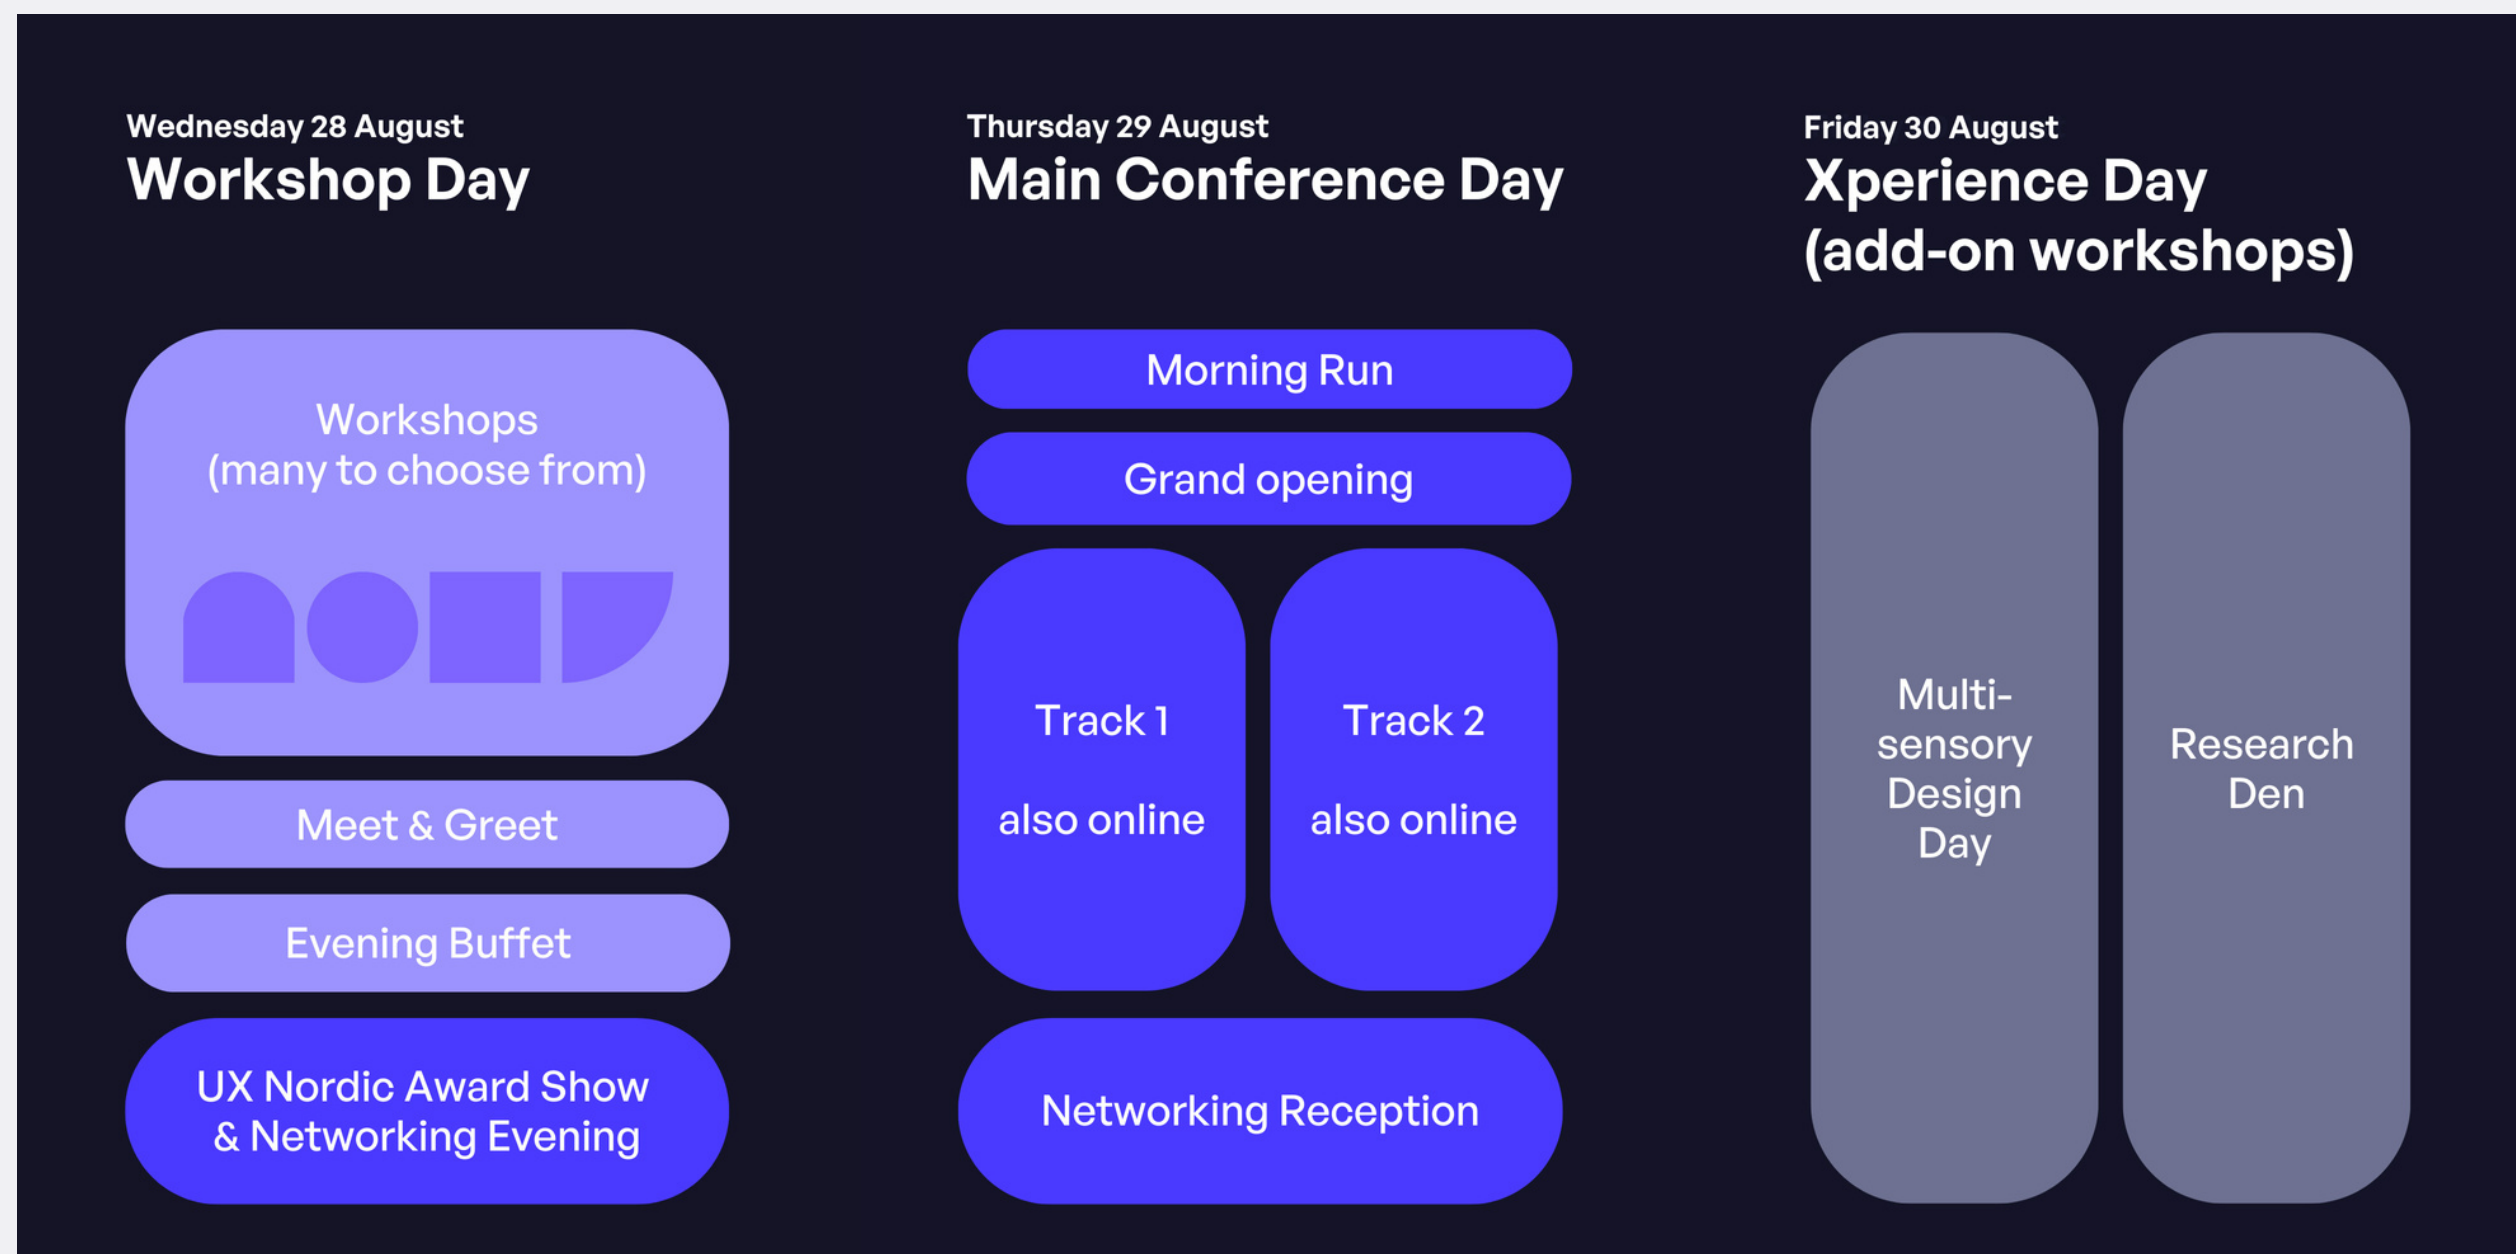 Wednesday 28 August
Workshop Day
Workshops
(many to choose from)
Meet & Greet
Evening Buffet
UX Nordic Award Show
& Networking Evening
Thursday 29 August
Main Conference Day
Morning Run
Grand opening
Track 1
also online
Track 2
also online
Networking Reception
Friday 30 August
Xperience Day
(add-on workshops)
Multi-
sensory
Design
Day
Research
Den